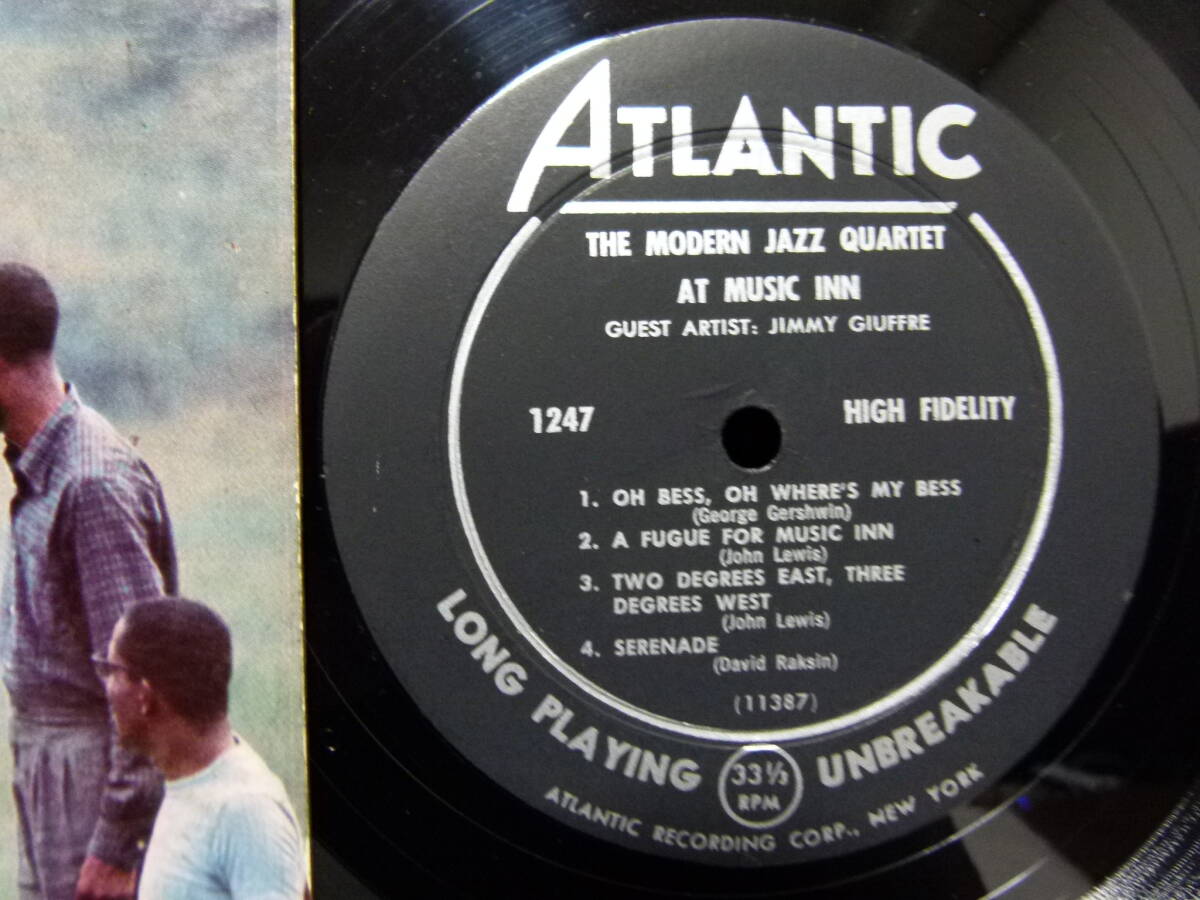 ATLANTIC
THE MODERN JAZZ QUARTET
AT MUSIC INN
GUEST ARTIST: JIMMY GIUFFRE
1247
HIGH FIDELITY
1. OH BESS, OH WHERE'S MY BESS
(George Gershwin)
2. A FUGUE FOR MUSIC INN
(John Lewis)
3. TWO DEGREES EAST, THREE
DEGREES WEST
(John Lewis)
4. SERENADE
(David Raksin)
(11387)
LONG PLAYING
33⅓
RPM
UNBREAKABLE
ATLANTIC RECORDING CORP., NEW YORK